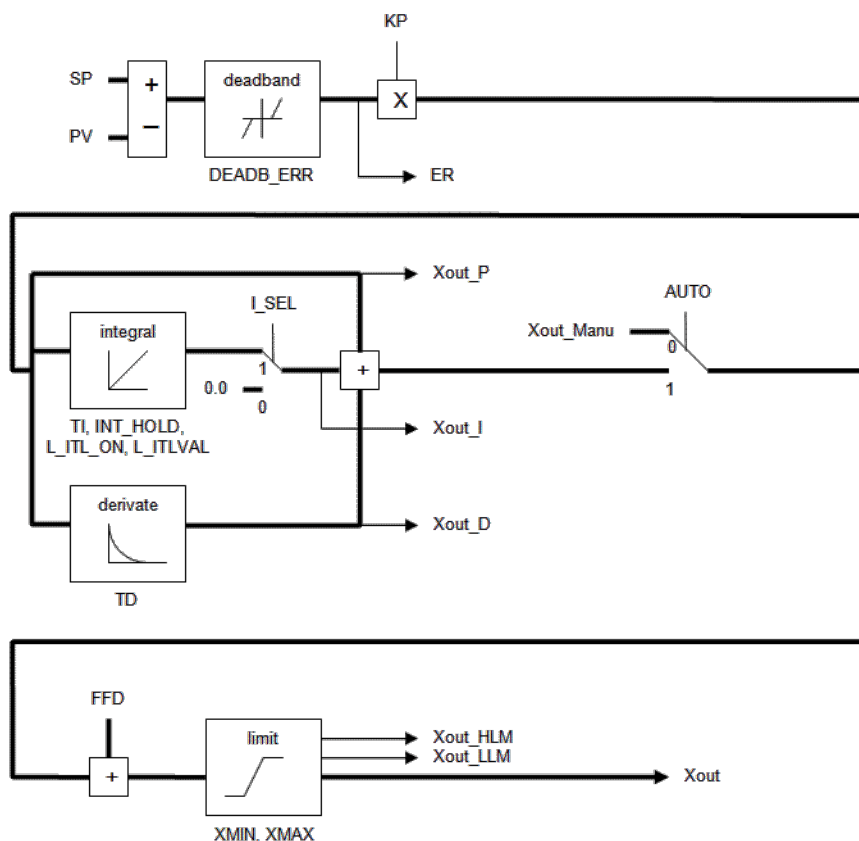 KP
SP
+
deadband
X
PV
−
DEADB_ERR
ER
Xout_P
I_SEL
AUTO
integral
Xout_Manu
0
1
+
0.0
0
1
TI, INT_HOLD,
L_ITL_ON, L_ITLVAL
Xout_I
derivate
Xout_D
TD
FFD
limit
Xout_HLM
Xout_LLM
+
Xout
XMIN, XMAX